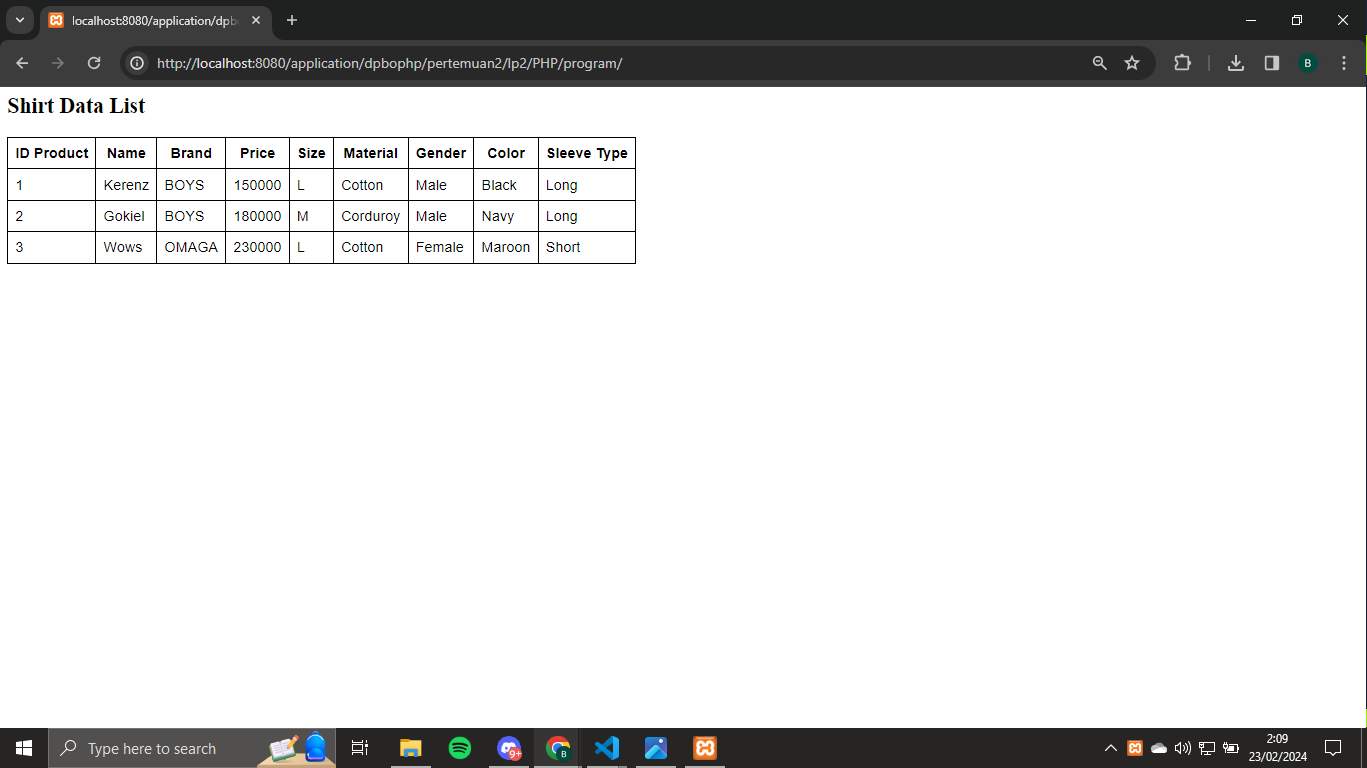 localhost:8080/application/dpb
http://localhost:8080/application/dpbophp/pertemuan2/lp2/PHP/program/
B
Shirt Data List
ID Product Name Brand Price Size Material Gender Color Sleeve Type
1 Kerenz BOYS 150000 L Cotton Male Black Long
2 Gokiel BOYS 180000 M Corduroy Male Navy Long
3 Wows OMAGA 230000 L Cotton Female Maroon Short
Type here to search
9+
B
2:09
23/02/2024